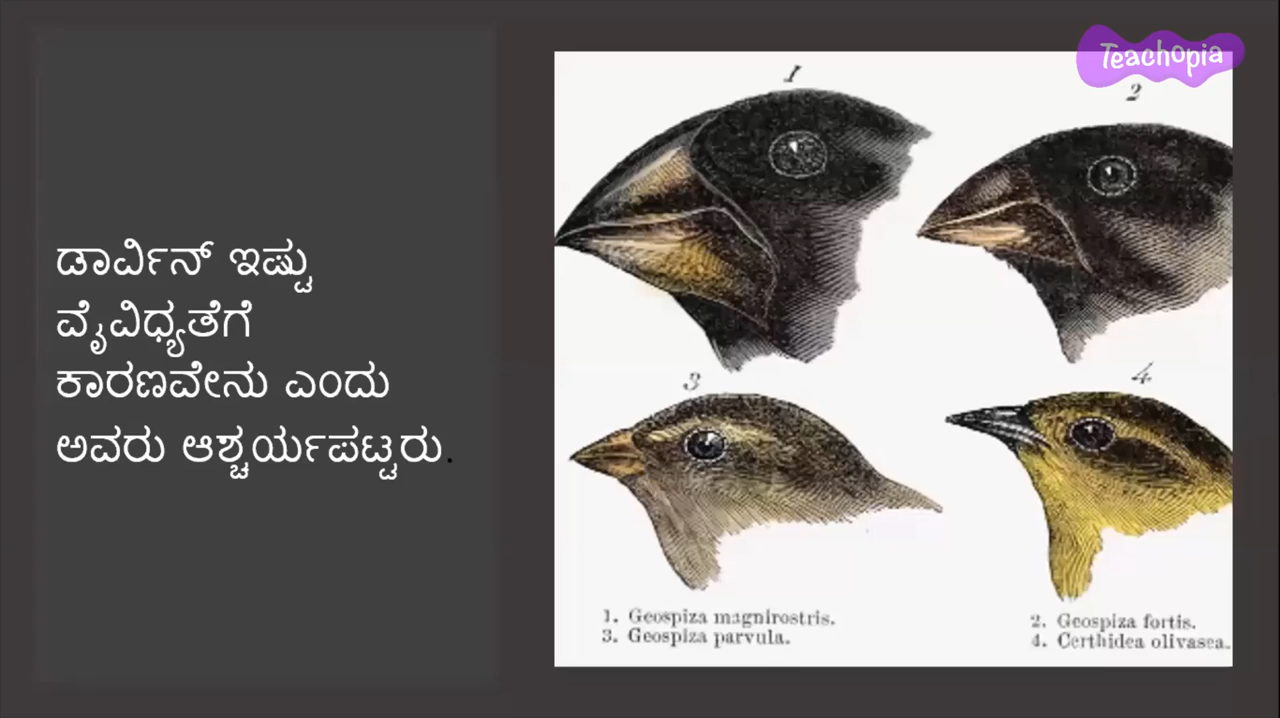 Teachopia
ಡಾರ್ವಿನ್ ಇಷ್ಟು
ವೈವಿಧ್ಯತೆಗೆ
ಕಾರಣವೇನು ಎಂದು
ಅವರು ಆಶ್ಚರ್ಯಪಟ್ಟರು.
1
2
3
4
1. Geospiza magnirostris.
2. Geospiza fortis.
3. Geospiza parvula.
4. Certhidea olivasea.